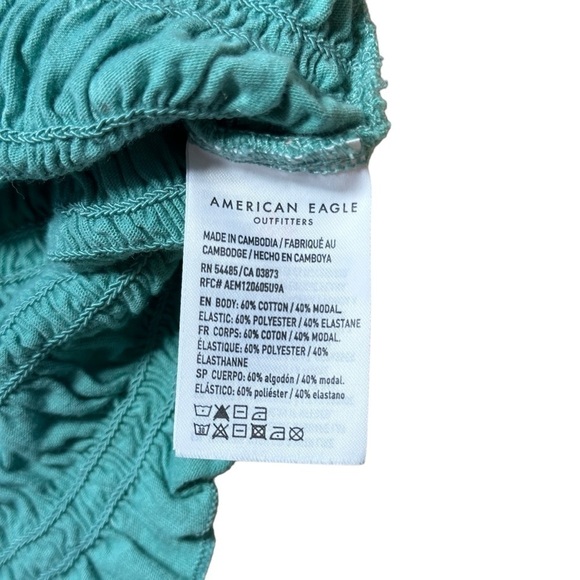 AMERICAN EAGLE
OUTFITTERS
MADE IN CAMBODIA / FABRIQUÉ AU
CAMBODGE / HECHO EN CAMBOYA
RN 54485/CA 03873
RFC# AEM120605U9A
EN BODY: 60% COTTON / 40% MODAL.
ELASTIC: 60% POLYESTER / 40% ELASTANE
FR CORPS: 60% COTON / 40% MODAL.
ÉLASTIQUE: 60% POLYESTER / 40%
ÉLASTHANNE
SP CUERPO: 60% algodón / 40% modal.
ELÁSTICO: 60% poliéster / 40% elastano